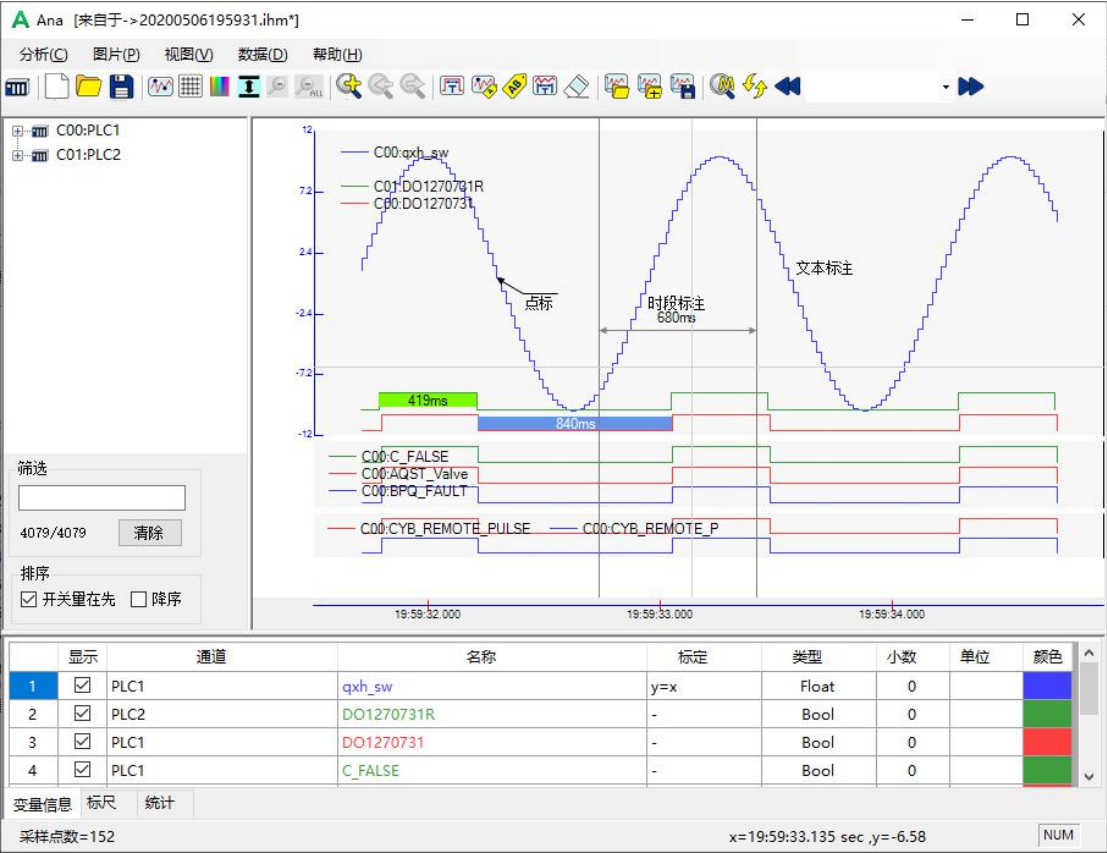 Ana [来自于->20200506195931.ihm*]
分析(C) 图片(P) 视图(V) 数据(D) 帮助(H)
ALL
AB
C00:PLC1
C01:PLC2
筛选
4079/4079 清除
排序
开关量在先 降序
12
7.2
2.4
-2.4
-7.2
-12
C00:qxh_sw
C01:DO1270731R
C00:DO1270731
点标
时段标注
680ms
文本标注
419ms
840ms
C00:C_FALSE
C00:AQST_Valve
C00:BPQ_FAULT
C00:CYB_REMOTE_PULSE C00:CYB_REMOTE_P
19:59:32.000 19:59:33.000 19:59:34.000
显示 通道 名称 标定 类型 小数 单位 颜色
1 PLC1 qxh_sw y=x Float 0
2 PLC2 DO1270731R - Bool 0
3 PLC1 DO1270731 - Bool 0
4 PLC1 C_FALSE - Bool 0
变量信息 标尺 统计
采样点数=152 x=19:59:33.135 sec ,y=-6.58 NUM